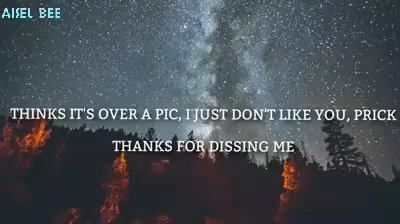 AISEL BEE
THINKS IT'S OVER A PIC, I JUST DON'T LIKE YOU, PRICK
THANKS FOR DISSING ME